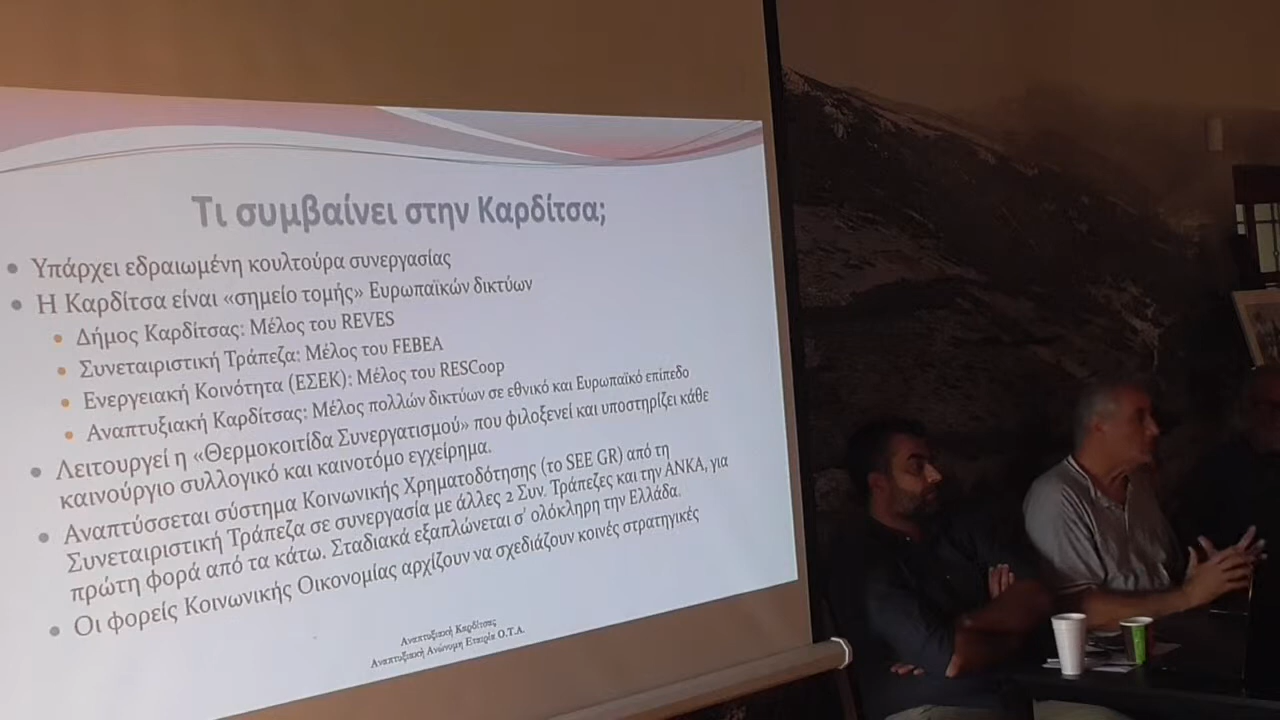 Τι συμβαίνει στην Καρδίτσα;
• Υπάρχει εδραιωμένη κουλτούρα συνεργασίας
• Η Καρδίτσα είναι «σημείο τομής» Ευρωπαϊκών δικτύων
• Δήμος Καρδίτσας: Μέλος του REVES
• Συνεταιριστική Τράπεζα: Μέλος του FEBEA
• Ενεργειακή Κοινότητα (ΕΣΕΚ): Μέλος του RESCoop
• Αναπτυξιακή Καρδίτσας: Μέλος πολλών δικτύων σε εθνικό και Ευρωπαϊκό επίπεδο
• Λειτουργεί η «Θερμοκοιτίδα Συνεργατισμού» που φιλοξενεί και υποστηρίζει κάθε
καινούργιο συλλογικό και καινοτόμο εγχείρημα.
• Αναπτύσσεται σύστημα Κοινωνικής Χρηματοδότησης (το SEE GR) από τη
Συνεταιριστική Τράπεζα σε συνεργασία με άλλες 2 Συν. Τράπεζες και την ΑΝΚΑ, για
πρώτη φορά από τα κάτω. Σταδιακά εξαπλώνεται σ' ολόκληρη την Ελλάδα.
• Οι φορείς Κοινωνικής Οικονομίας αρχίζουν να σχεδιάζουν κοινές στρατηγικές
Αναπτυξιακή Καρδίτσας
Αναπτυξιακή Ανώνυμη Εταιρία Ο.Τ.Α.